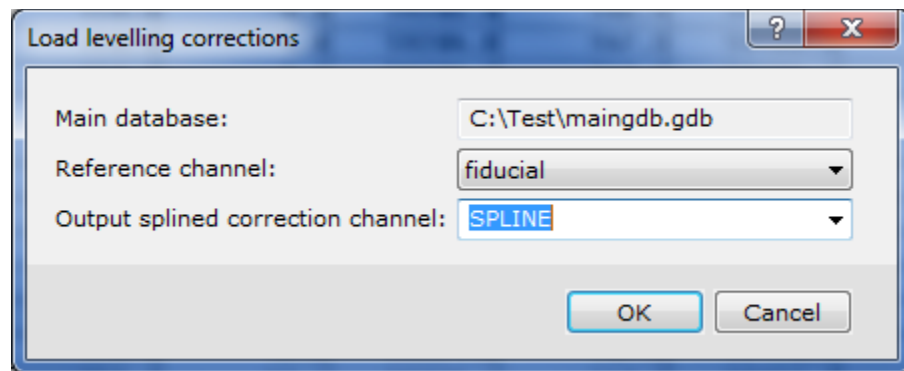 Load levelling corrections
Main database: C:\Test\maingdb.gdb
Reference channel: fiducial
Output splined correction channel: SPLINE
OK Cancel